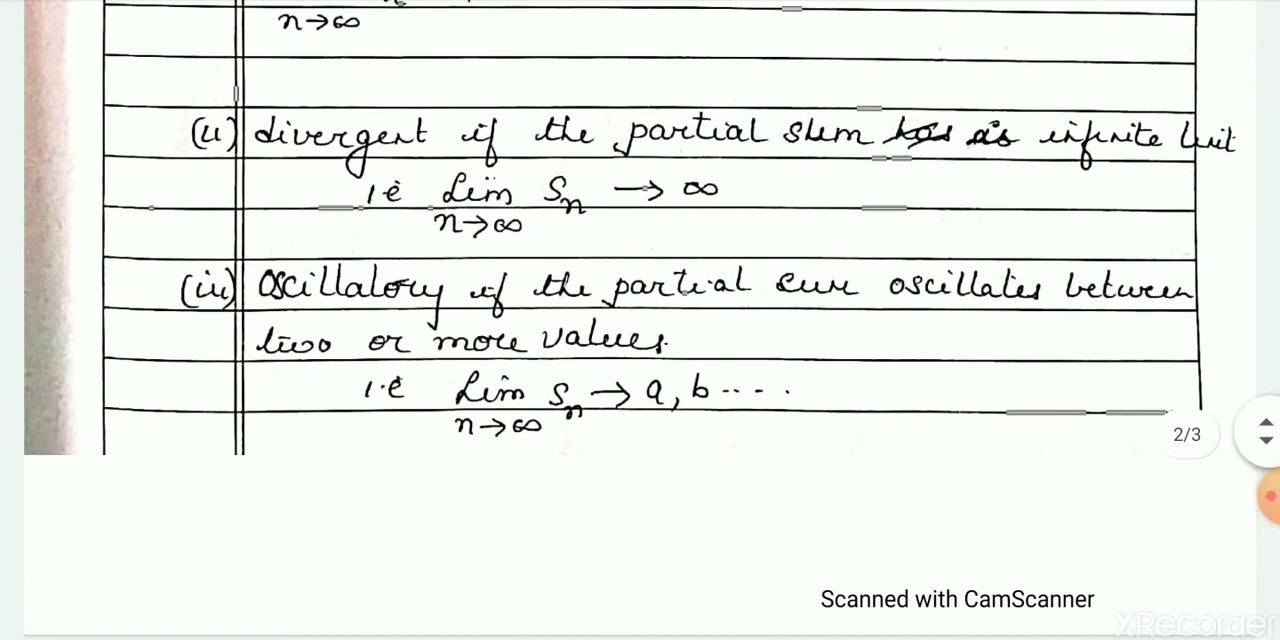 n→∞
(ii) divergent if the partial sum is infinite limit
i.e Lim Sn → ∞
n→∞
(iii) Oscillatory if the partial sum oscillates between
two or more values.
i.e Lim Sn → a, b ....
n→∞
2/3
Scanned with CamScanner
XRecorder